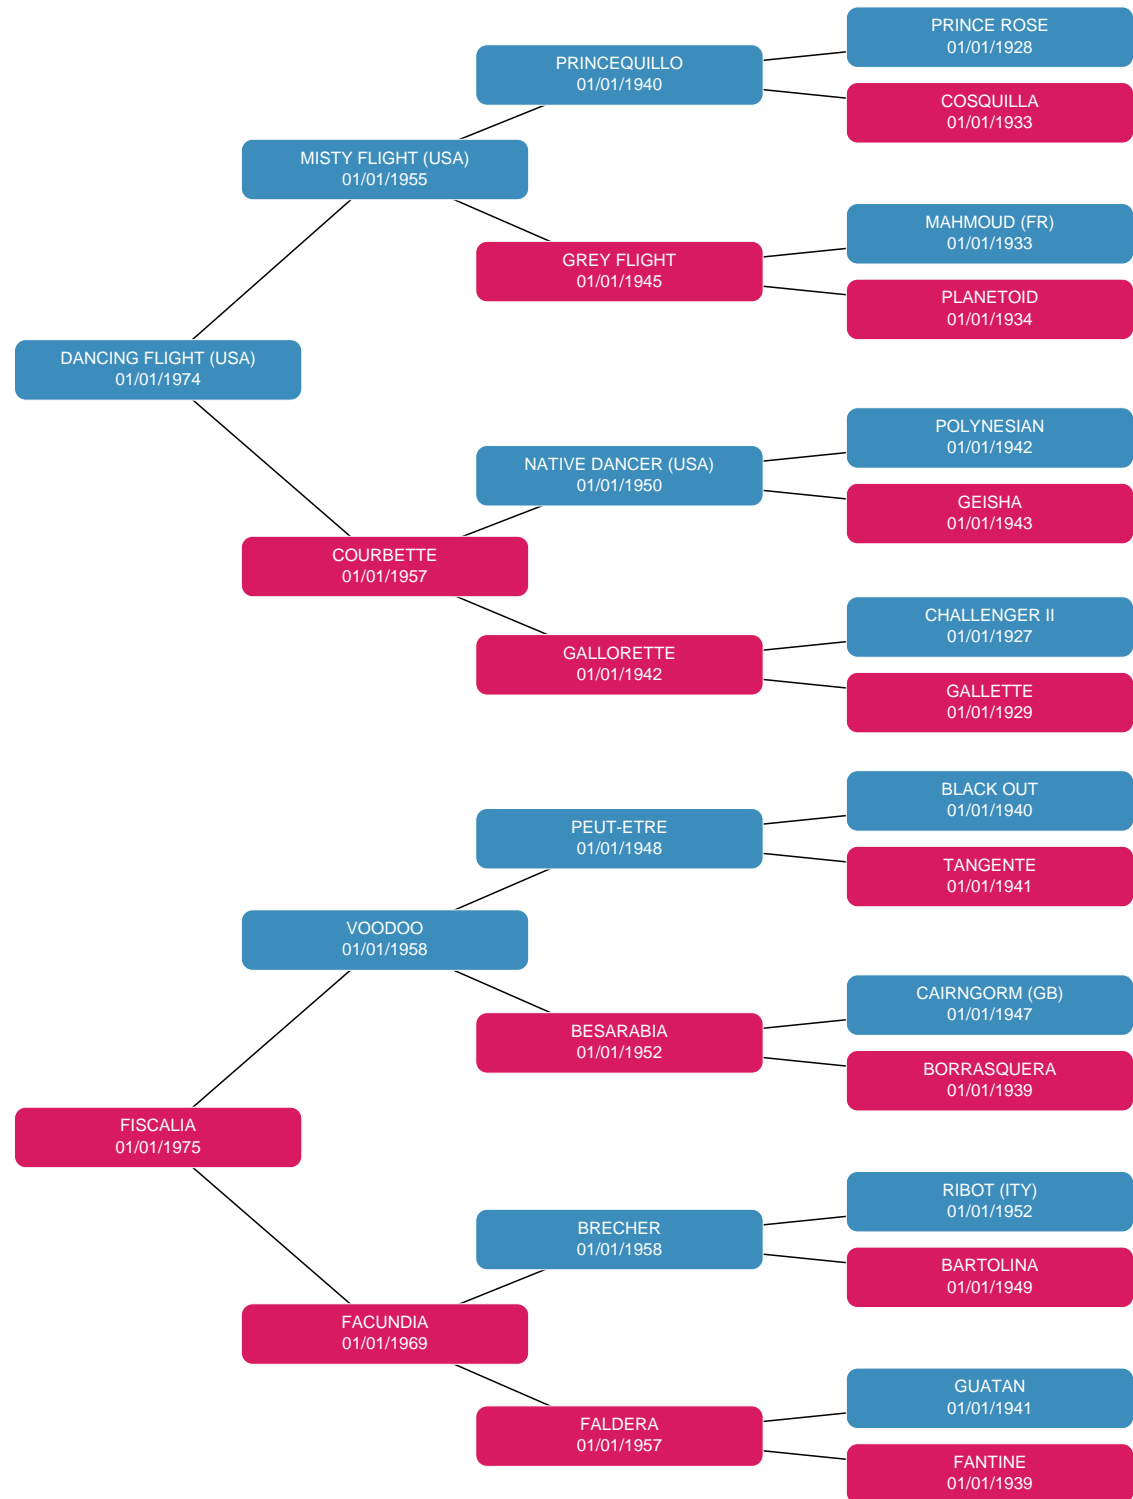 PRINCE ROSE
01/01/1928
PRINCEQUILLO
01/01/1940
COSQUILLA
01/01/1933
MISTY FLIGHT (USA)
01/01/1955
MAHMOUD (FR)
01/01/1933
GREY FLIGHT
01/01/1945
PLANETOID
01/01/1934
DANCING FLIGHT (USA)
01/01/1974
POLYNESIAN
01/01/1942
NATIVE DANCER (USA)
01/01/1950
GEISHA
01/01/1943
COURBETTE
01/01/1957
CHALLENGER II
01/01/1927
GALLORETTE
01/01/1942
GALLETTE
01/01/1929
BLACK OUT
01/01/1940
PEUT-ETRE
01/01/1948
TANGENTE
01/01/1941
VOODOO
01/01/1958
CAIRNGORM (GB)
01/01/1947
BESARABIA
01/01/1952
BORRASQUERA
01/01/1939
FISCALIA
01/01/1975
RIBOT (ITY)
01/01/1952
BRECHER
01/01/1958
BARTOLINA
01/01/1949
FACUNDIA
01/01/1969
GUATAN
01/01/1941
FALDERA
01/01/1957
FANTINE
01/01/1939